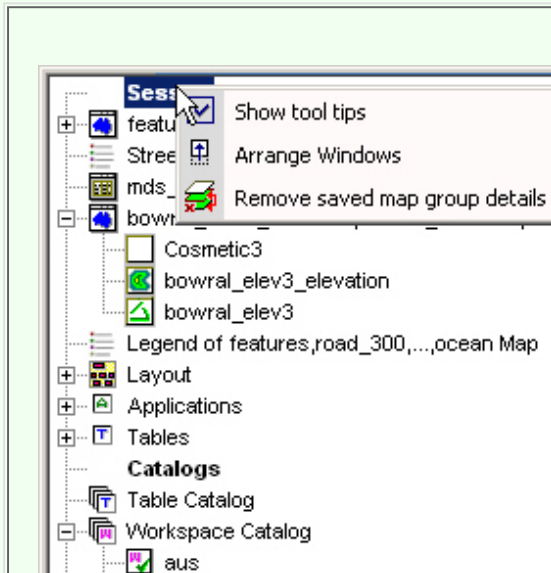 Sess
Show tool tips
featu
Arrange Windows
Stree
Remove saved map group details
mds_
bowral_
Cosmetic3
bowral_elev3_elevation
bowral_elev3
Legend of features,road_300,...,ocean Map
Layout
Applications
Tables
Catalogs
Table Catalog
Workspace Catalog
aus